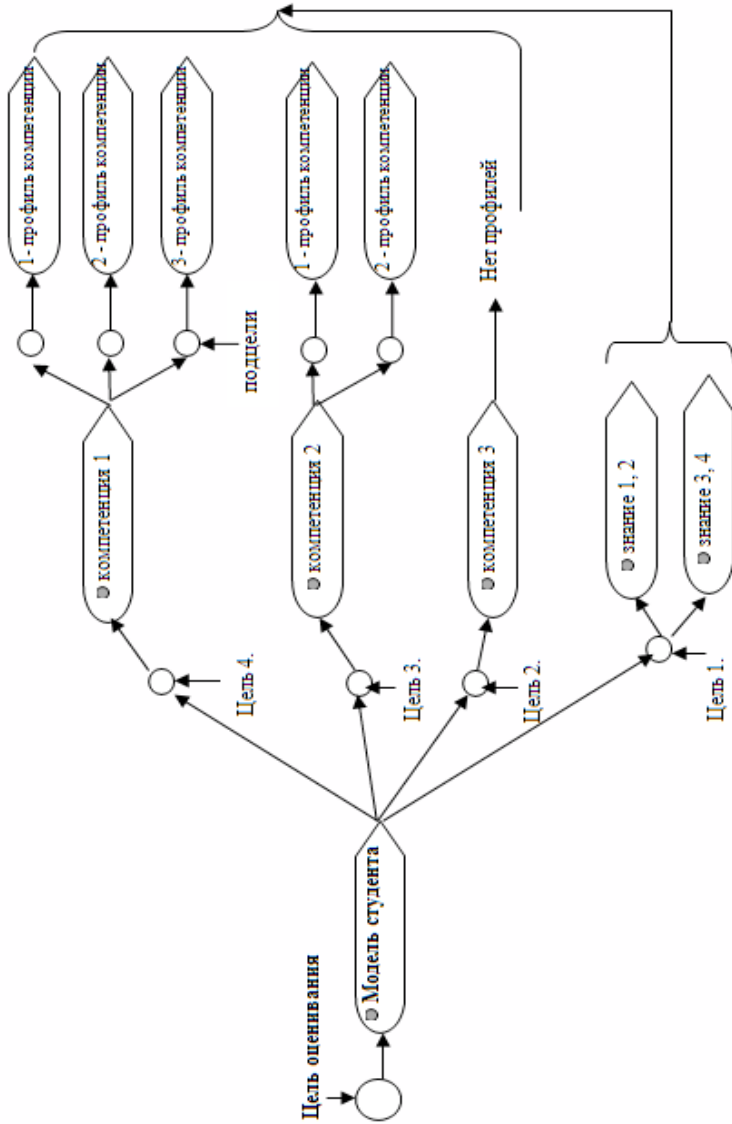 Цель оценивания
Модель студента
Цель 4.
Цель 3.
Цель 2.
Цель 1.
компетенция 1
компетенция 2
компетенция 3
знание 1, 2
знание 3, 4
подцели
1- профиль компетенции
2 - профиль компетенции
3- профиль компетенции
1 - профиль компетенции
2 - профиль компетенции
Нет профилей